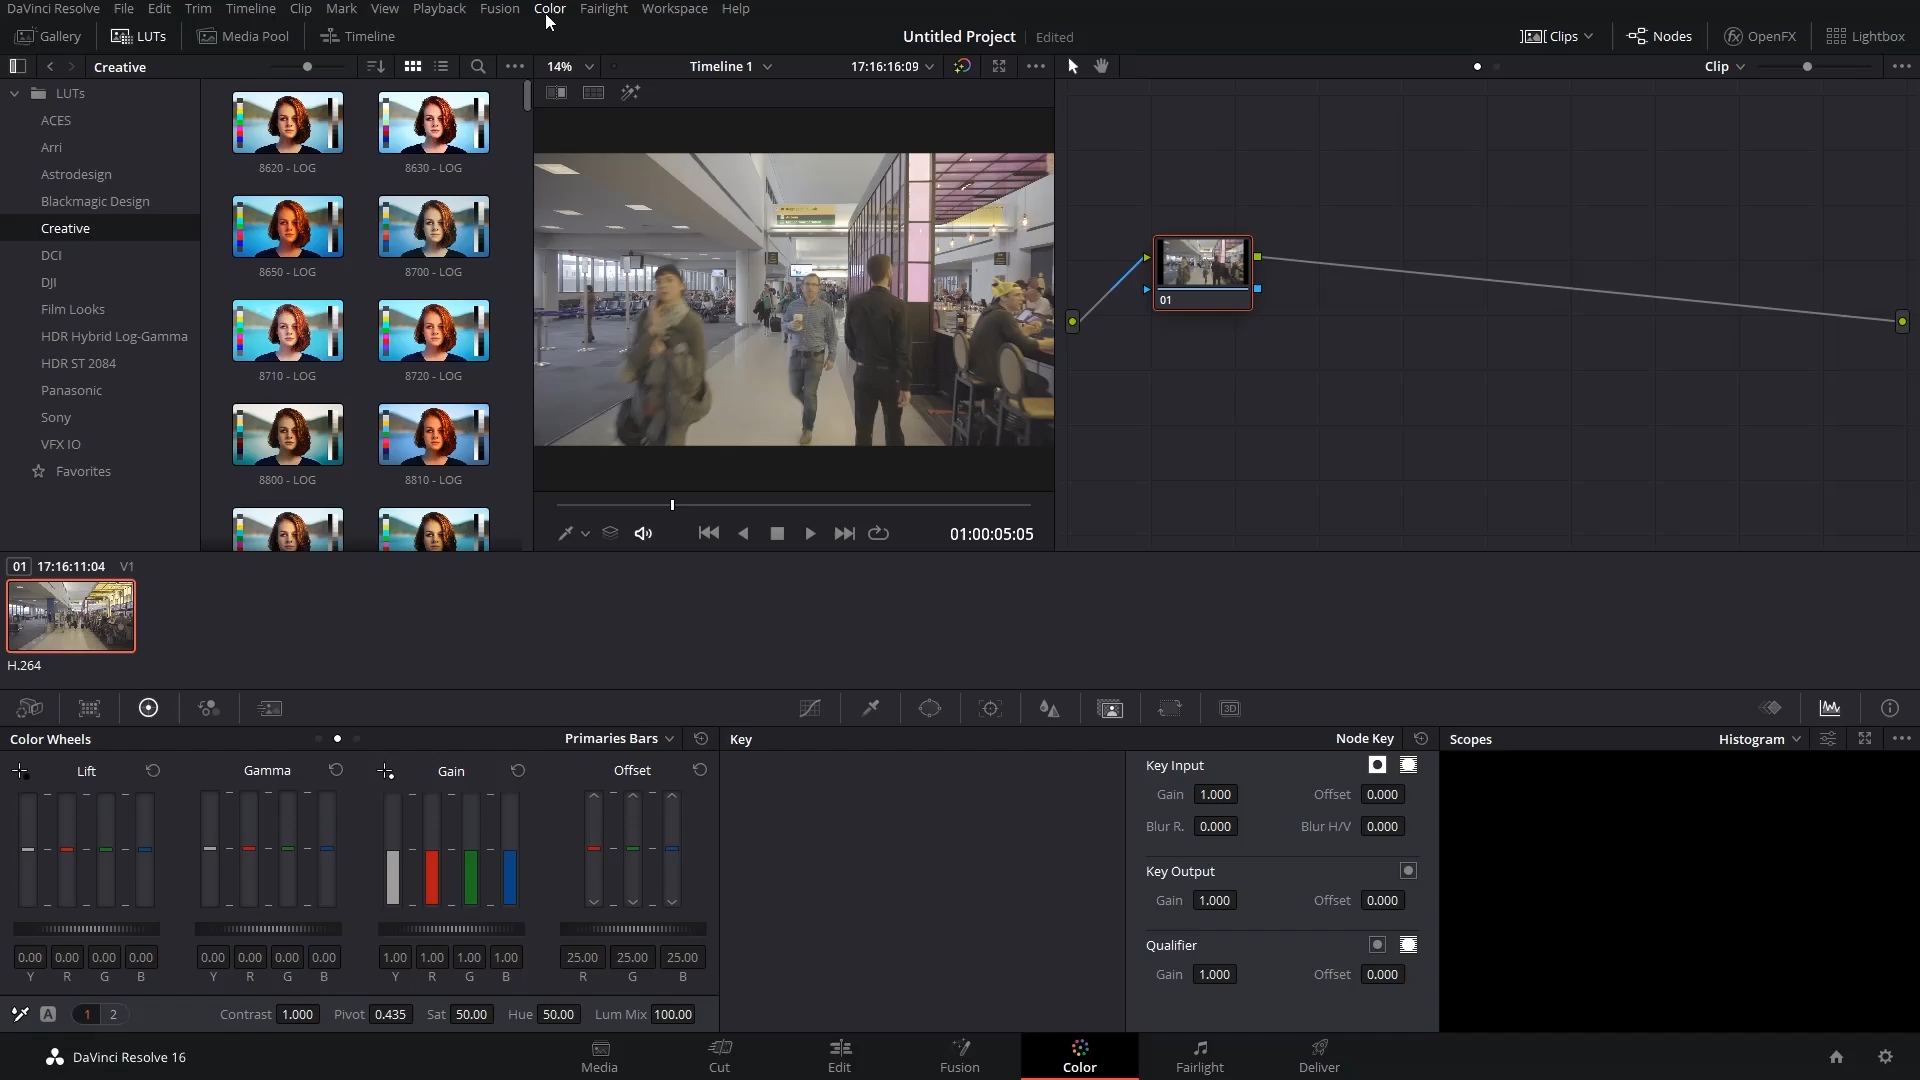 DaVinci Resolve File Edit Trim Timeline Clip Mark View Playback Fusion Color Fairlight Workspace Help
Gallery LUTs Media Pool Timeline Untitled Project Edited Clips Nodes OpenFX Lightbox
Creative 14% Timeline 1 17:16:16:09 Clip
LUTs
ACES
Arri
Astrodesign
Blackmagic Design
Creative
DCI
DJI
Film Looks
HDR Hybrid Log-Gamma
HDR ST 2084
Panasonic
Sony
VFX IO
Favorites
8620 - LOG 8630 - LOG
8650 - LOG 8700 - LOG
8710 - LOG 8720 - LOG
8800 - LOG 8810 - LOG
01
01:00:05:05
01 17:16:11:04 V1
H.264
3D
Color Wheels Primaries Bars Key Node Key Scopes Histogram
Lift Gamma Gain Offset
0.00 0.00 0.00 0.00 0.00 0.00 0.00 0.00 1.00 1.00 1.00 1.00 25.00 25.00 25.00
Y R G B Y R G B Y R G B R G B
A 1 2 Contrast 1.000 Pivot 0.435 Sat 50.00 Hue 50.00 Lum Mix 100.00
Key Input
Gain 1.000 Offset 0.000
Blur R. 0.000 Blur H/V 0.000
Key Output
Gain 1.000 Offset 0.000
Qualifier
Gain 1.000 Offset 0.000
DaVinci Resolve 16 Media Cut Edit Fusion Color Fairlight Deliver